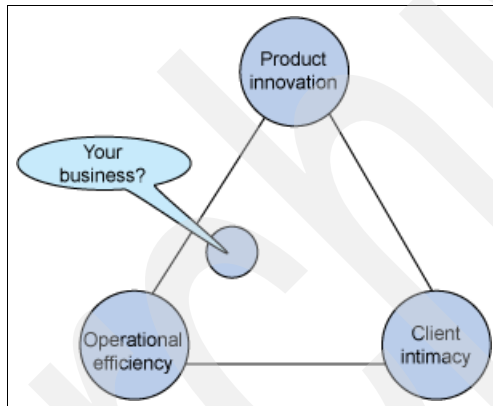 Product
innovation
Your
business?
Operational
efficiency
Client
intimacy